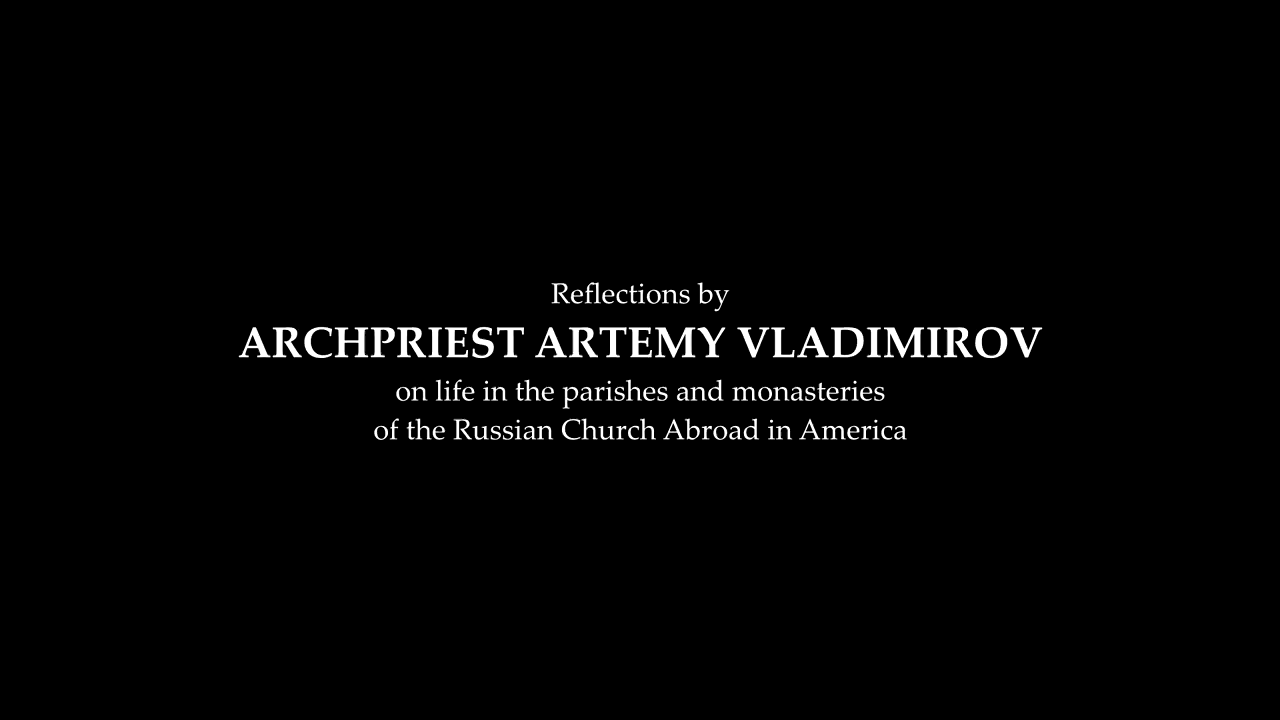 Reflections by
ARCHPRIEST ARTEMY VLADIMIROV
on life in the parishes and monasteries
of the Russian Church Abroad in America